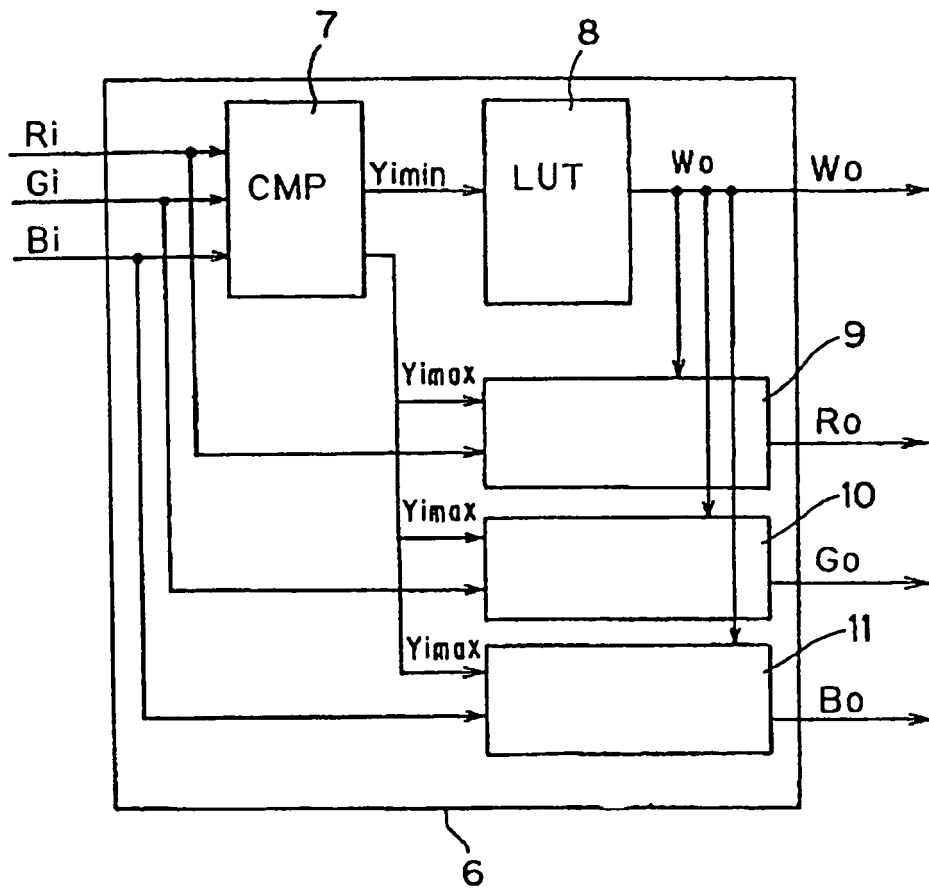 7
8
Ri
Gi
Bi
CMP
Yimin
LUT
Wo
Wo
9
Yimax
Ro
10
Yimax
Go
11
Yimax
Bo
6